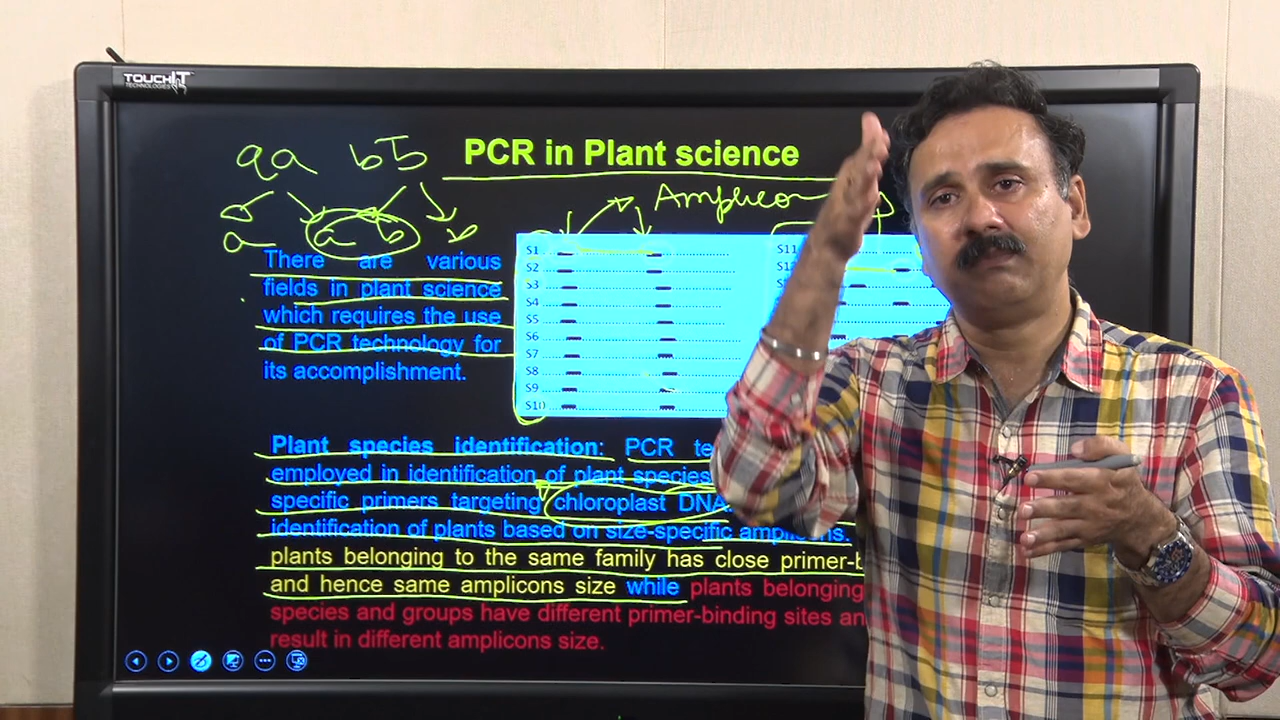 TOUCHIT
TECHNOLOGIES
PCR in Plant science
aa bb
Amplicon
a a b b
There are various
fields in plant science
which requires the use
of PCR technology for
its accomplishment.
S1
S2
S3
S4
S5
S6
S7
S8
S9
S10
S11
Plant species identification: PCR
employed in identification of plant species
specific primers targeting chloroplast DNA
identification of plants based on size-specific amplicons.
plants belonging to the same family has close
and hence same amplicons size while plants belonging
species and groups have different primer-binding sites
result in different amplicons size.